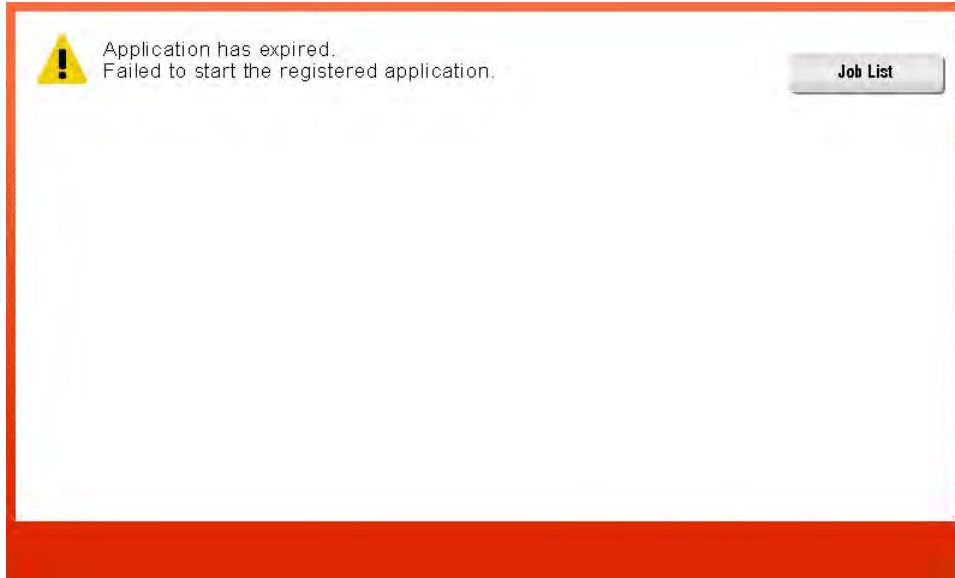 Application has expired.
Failed to start the registered application.
Job List